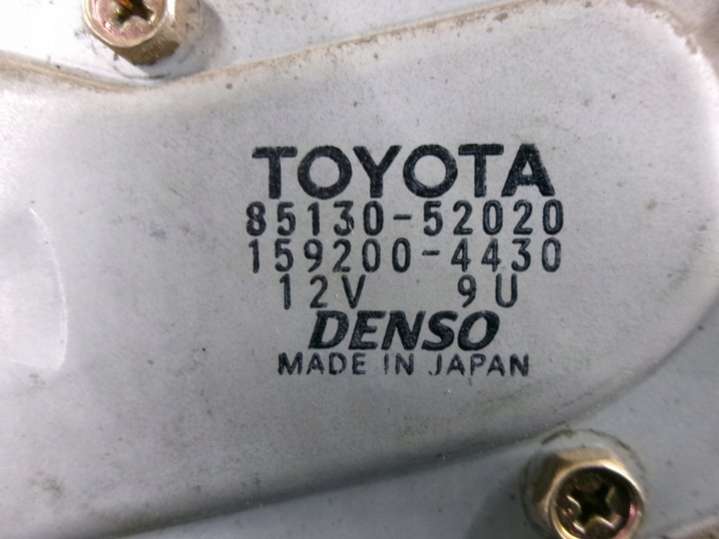 TOYOTA
85130-52020
159200-4430
12V 9U
DENSO
MADE IN JAPAN